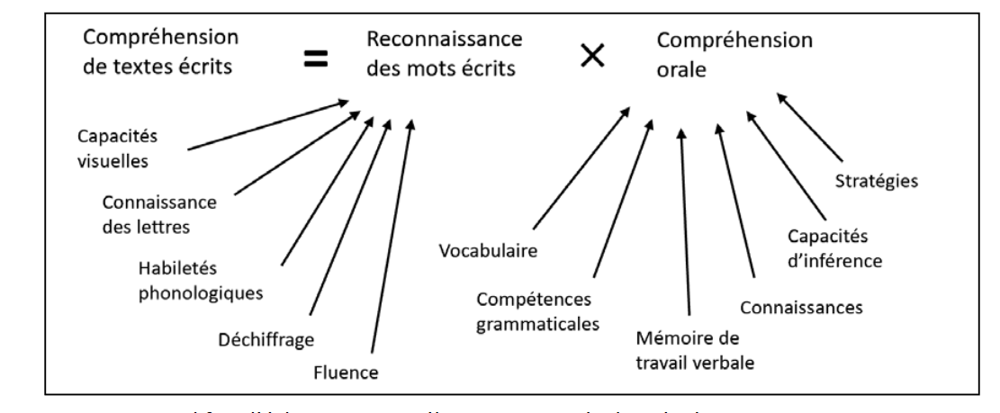 Compréhension
de textes écrits
=
Reconnaissance
des mots écrits
×
Compréhension
orale
Capacités
visuelles
Connaissance
des lettres
Habiletés
phonologiques
Déchiffrage
Fluence
Vocabulaire
Compétences
grammaticales
Mémoire de
travail verbale
Connaissances
Capacités
d’inférence
Stratégies